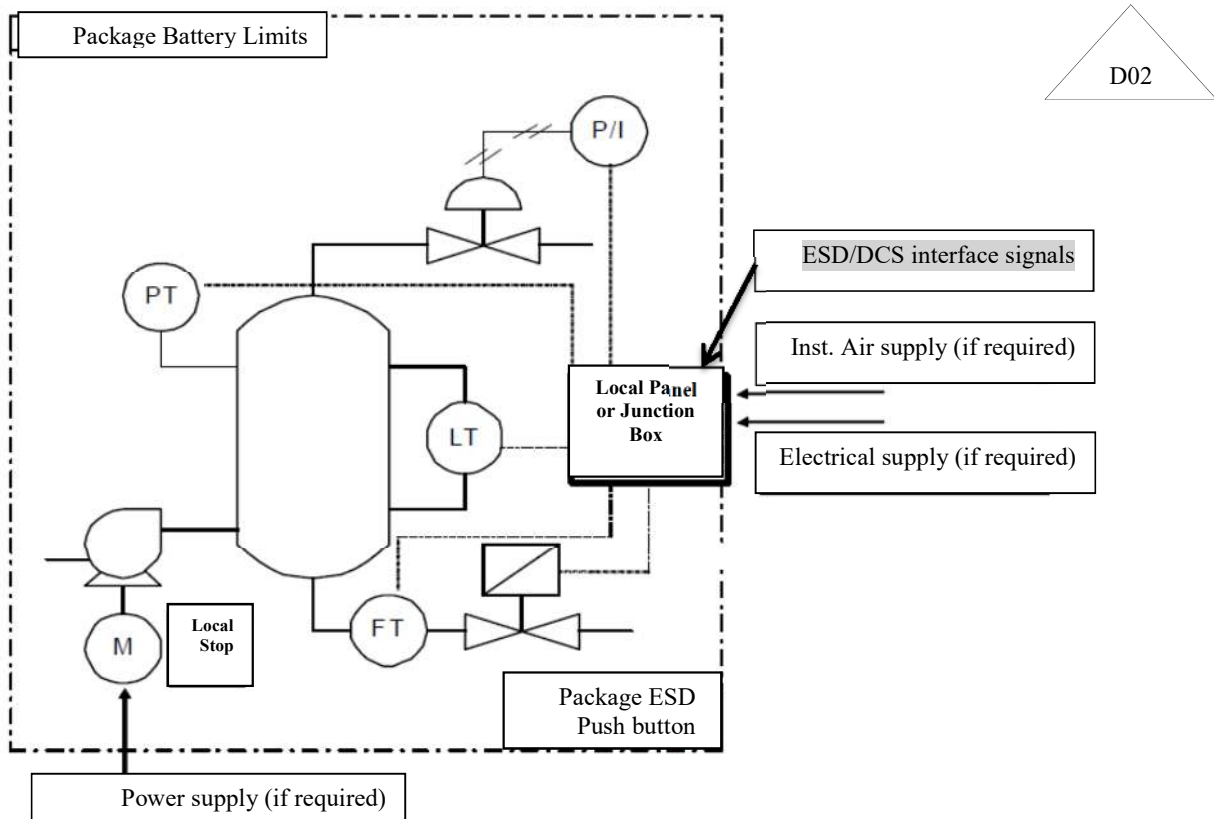 Package Battery Limits
D02
P/I
ESD/DCS interface signals
PT
Inst. Air supply (if required)
Local Panel
or Junction
Box
LT
Electrical supply (if required)
Local
Stop
FT
M
Package ESD
Push button
Power supply (if required)